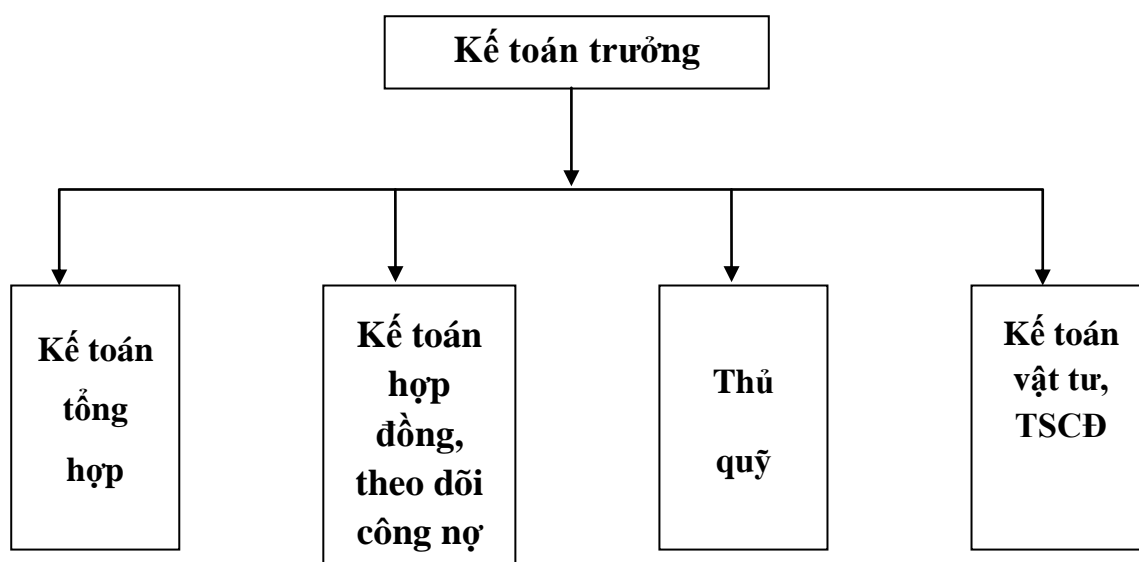 Kế toán trưởng
Kế toán
tổng
hợp
Kế toán
hợp
đồng,
theo dõi
công nợ
Thủ
quỹ
Kế toán
vật tư,
TSCĐ